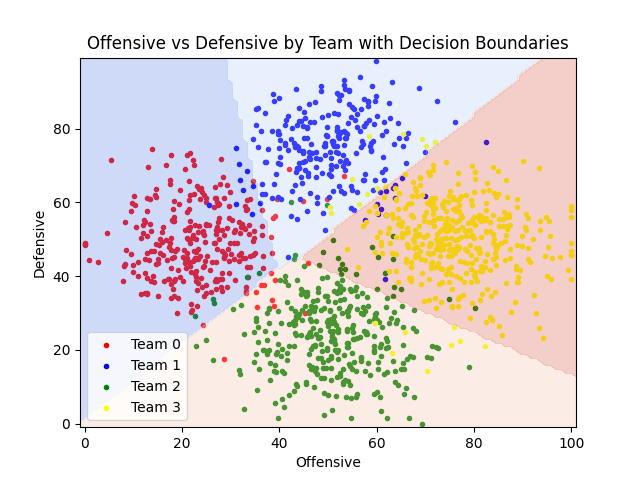 Offensive vs Defensive by Team with Decision Boundaries
Defensive
80
60
40
20
0
Team 0
Team 1
Team 2
Team 3
0 20 40 60 80 100
Offensive